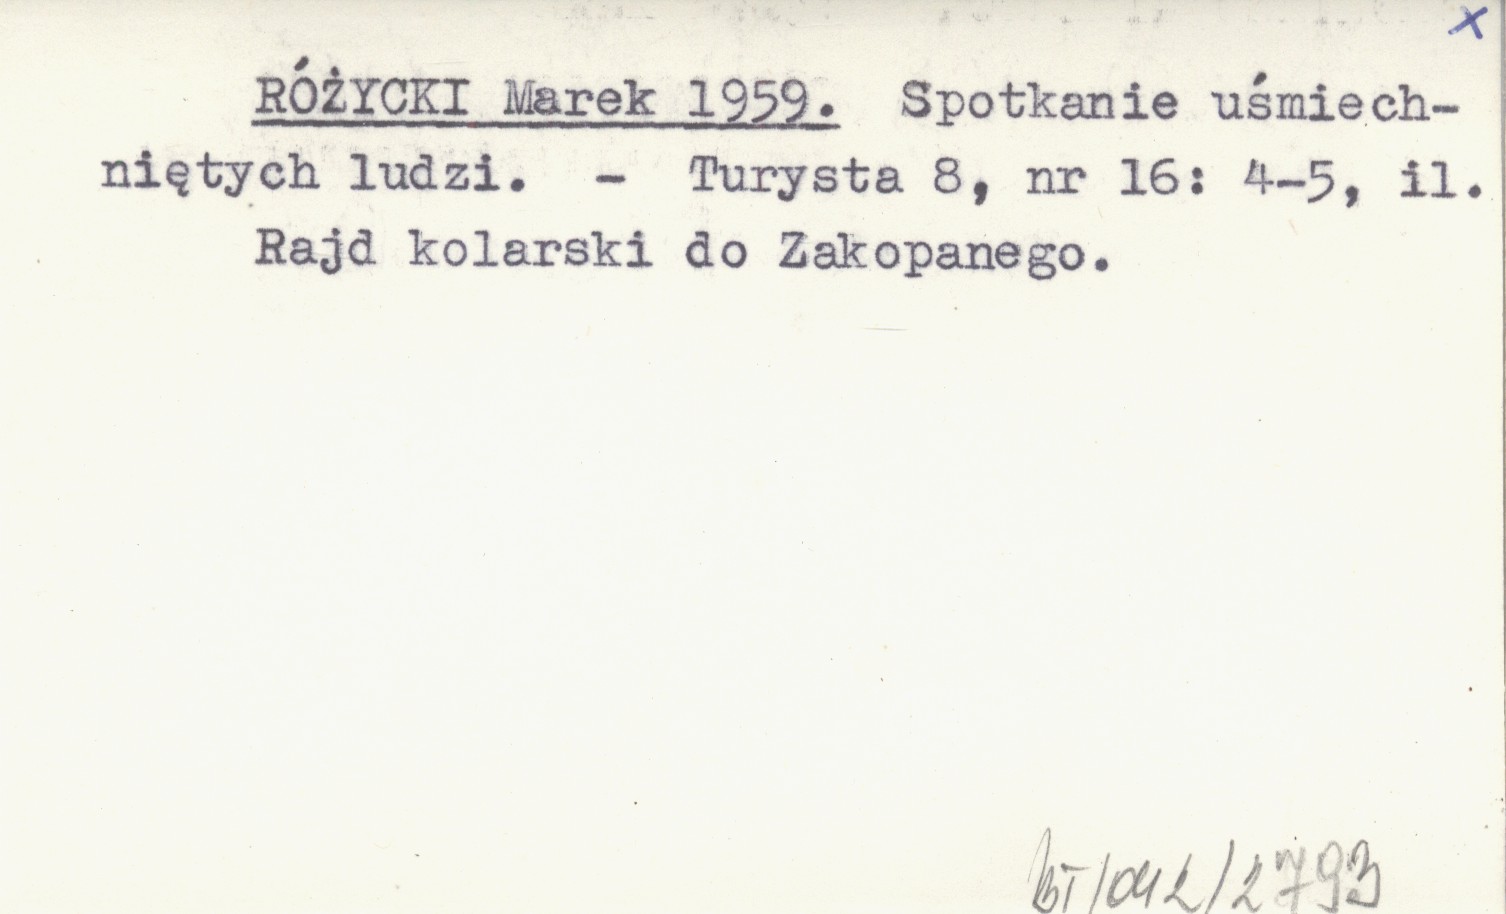 x
RÓŻYCKI Marek 1959. Spotkanie uśmiech-
niętych ludzi. - Turysta 8, nr 16: 4-5, il.
Rajd kolarski do Zakopanego.
BT/042/2793